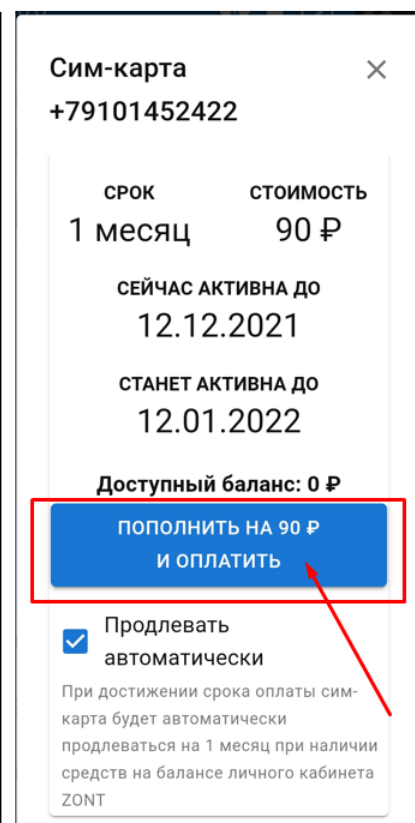 Сим-карта
+79101452422
СРОК СТОИМОСТЬ
1 месяц 90 ₽
СЕЙЧАС АКТИВНА ДО
12.12.2021
СТАНЕТ АКТИВНА ДО
12.01.2022
Доступный баланс: 0 ₽
ПОПОЛНИТЬ НА 90 ₽
И ОПЛАТИТЬ
Продлевать
автоматически
При достижении срока оплаты сим-
карта будет автоматически
продлеваться на 1 месяц при наличии
средств на балансе личного кабинета
ZONT